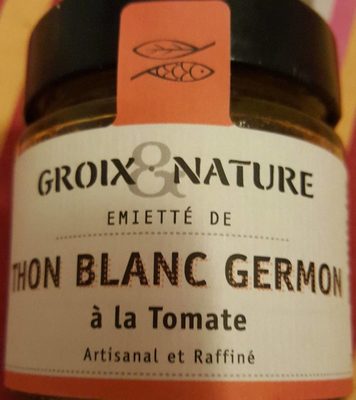 GROIX & NATURE
EMIETTÉ DE
THON BLANC GERMON
à la Tomate
Artisanal et Raffiné